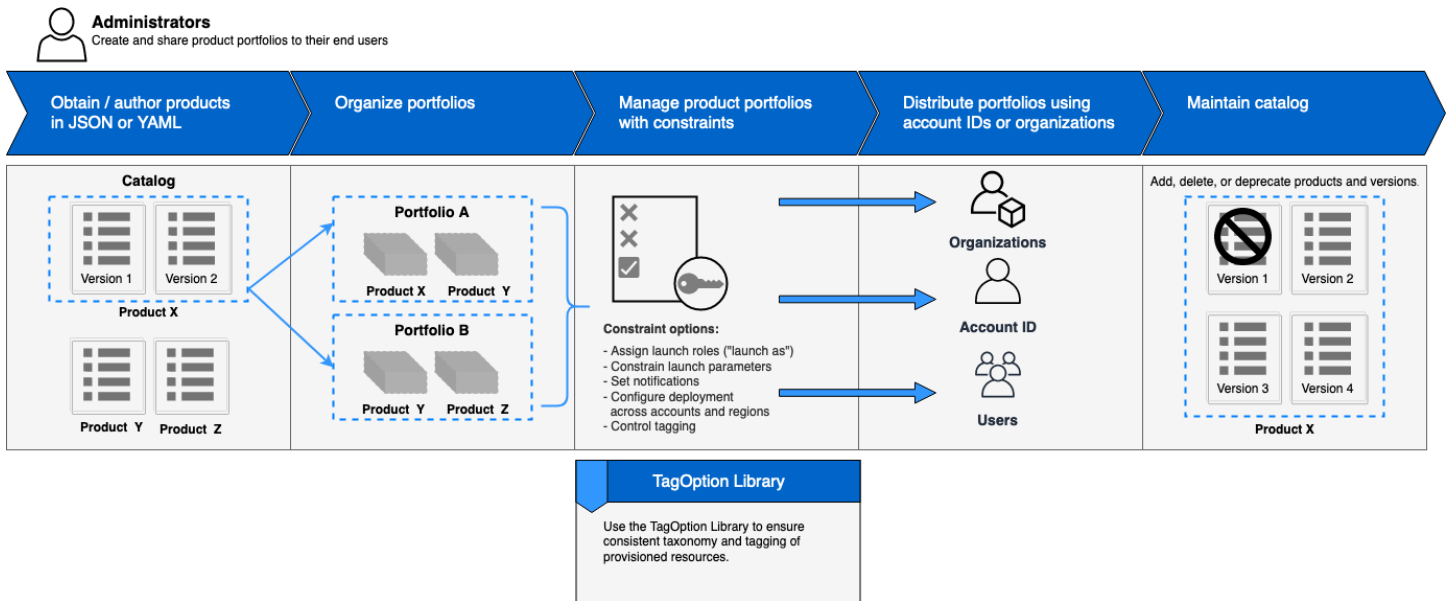 Administrators
Create and share product portfolios to their end users
Obtain / author products
in JSON or YAML
Organize portfolios
Manage product portfolios
with constraints
Distribute portfolios using
account IDs or organizations
Maintain catalog
Catalog
Version 1
Version 2
Product X
Product Y
Product Z
Portfolio A
Product X
Product Y
Portfolio B
Product Y
Product Z
Constraint options:
- Assign launch roles ("launch as")
- Constrain launch parameters
- Set notifications
- Configure deployment
across accounts and regions
- Control tagging
Organizations
Account ID
Users
Add, delete, or deprecate products and versions.
Version 1
Version 2
Version 3
Version 4
Product X
TagOption Library
Use the TagOption Library to ensure
consistent taxonomy and tagging of
provisioned resources.